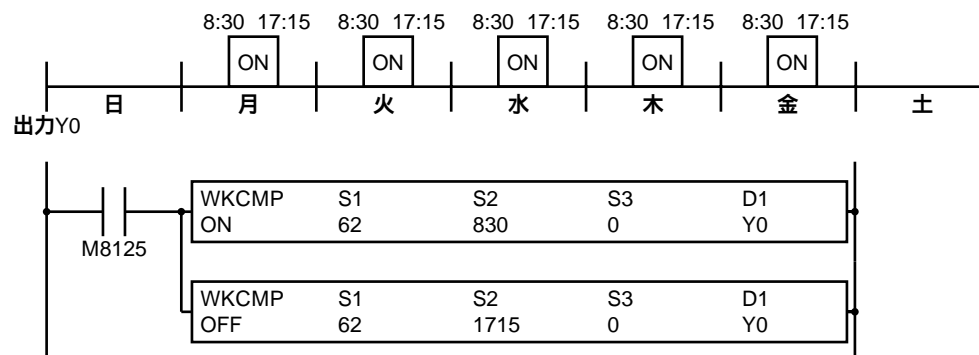 8:30 17:15 8:30 17:15 8:30 17:15 8:30 17:15 8:30 17:15
ON ON ON ON ON
日 月 火 水 木 金 土
出力Y0
WKCMP S1 S2 S3 D1
ON 62 830 0 Y0
M8125
WKCMP S1 S2 S3 D1
OFF 62 1715 0 Y0